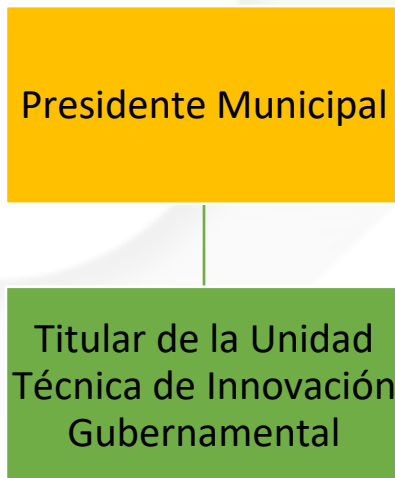 Presidente Municipal
Titular de la Unidad
Técnica de Innovación
Gubernamental